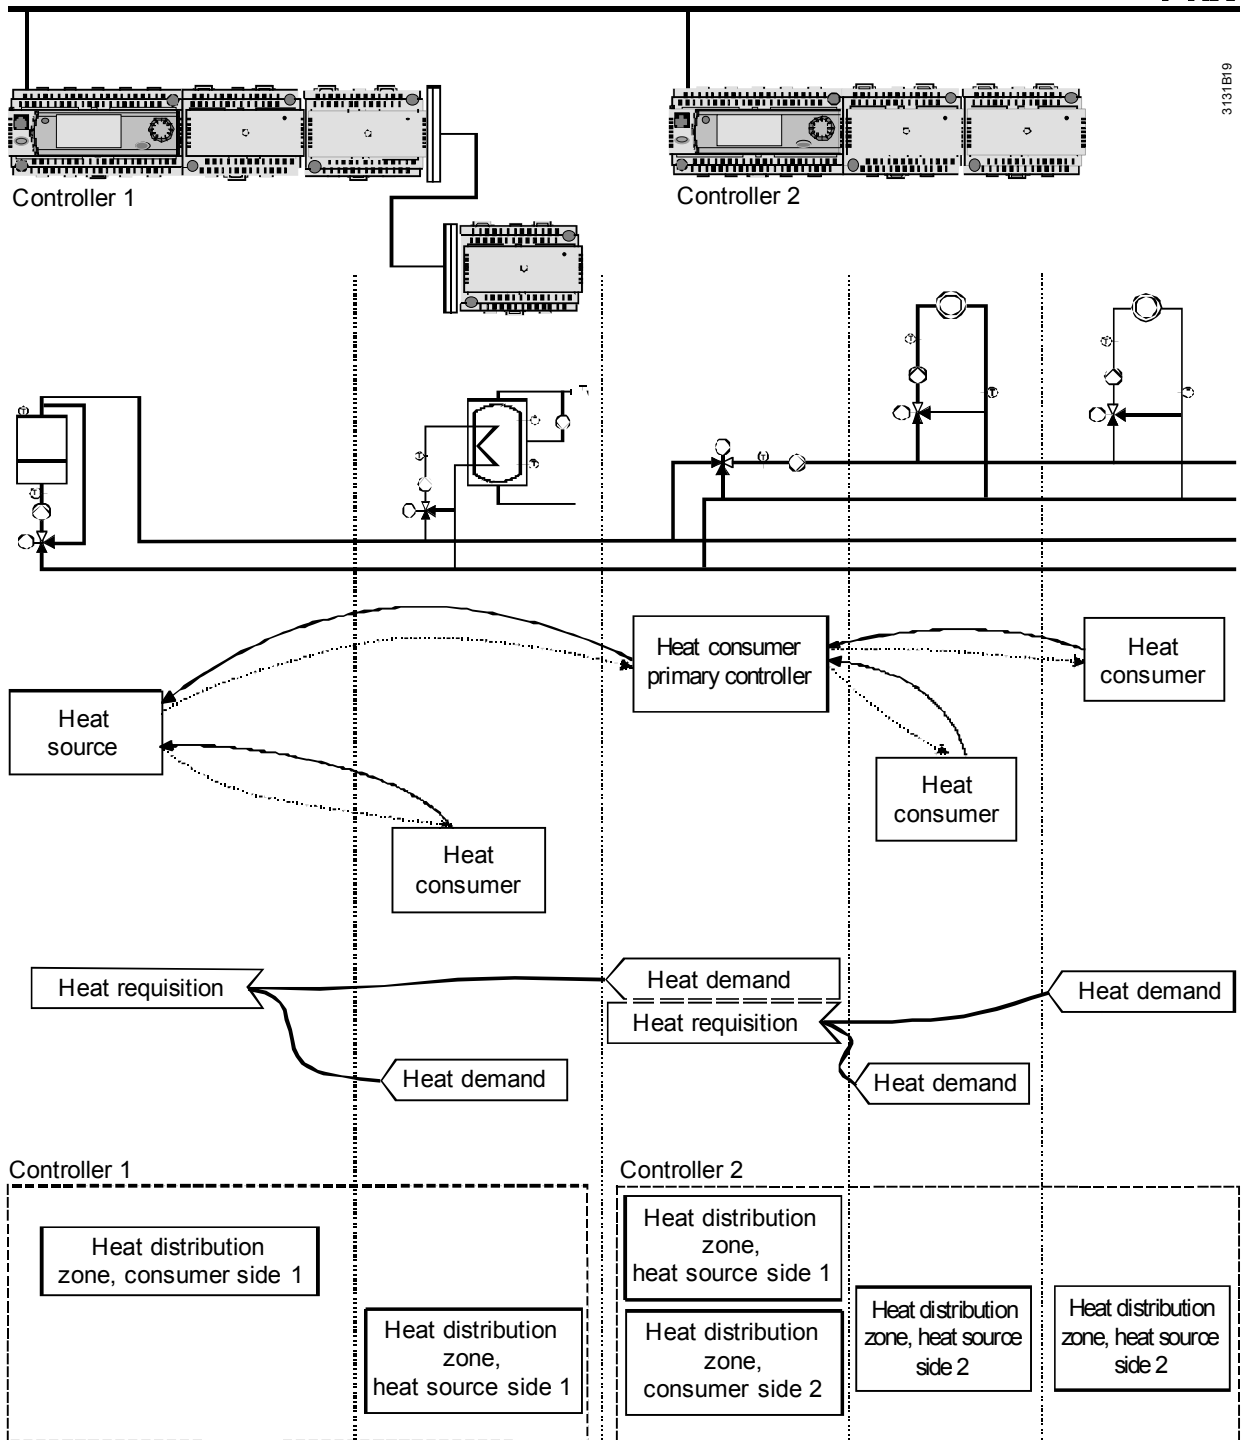 3131B19
Controller 1
Controller 2
Heat consumer
primary controller
Heat
consumer
Heat
source
Heat
consumer
Heat
consumer
Heat requisition
Heat demand
Heat requisition
Heat demand
Heat demand
Heat demand
Controller 1
Controller 2
Heat distribution
zone, consumer side 1
Heat distribution
zone,
heat source side 1
Heat distribution
zone,
heat source side 1
Heat distribution
zone,
consumer side 2
Heat distribution
zone, heat source
side 2
Heat distribution
zone, heat source
side 2